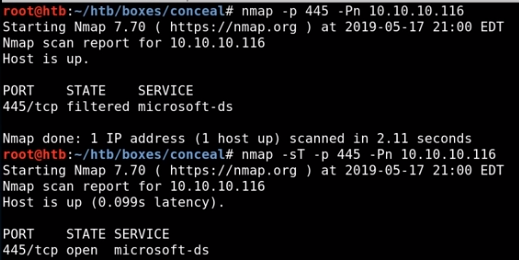 root@htb:~/htb/boxes/conceal# nmap -p 445 -Pn 10.10.10.116
Starting Nmap 7.70 ( https://nmap.org ) at 2019-05-17 21:00 EDT
Nmap scan report for 10.10.10.116
Host is up.

PORT    STATE    SERVICE
445/tcp filtered microsoft-ds

Nmap done: 1 IP address (1 host up) scanned in 2.11 seconds
root@htb:~/htb/boxes/conceal# nmap -sT -p 445 -Pn 10.10.10.116
Starting Nmap 7.70 ( https://nmap.org ) at 2019-05-17 21:00 EDT
Nmap scan report for 10.10.10.116
Host is up (0.099s latency).

PORT    STATE SERVICE
445/tcp open  microsoft-ds